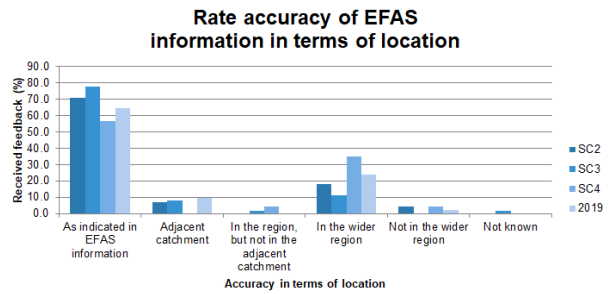 Rate accuracy of EFAS
information in terms of location
Received feedback (%)
90.0
80.0
70.0
60.0
50.0
40.0
30.0
20.0
10.0
0.0
As indicated in
EFAS
information
Adjacent
catchment
In the region,
but not in the
adjacent
catchment
In the wider
region
Not in the wider
region
Not known
Accuracy in terms of location
SC2
SC3
SC4
2019